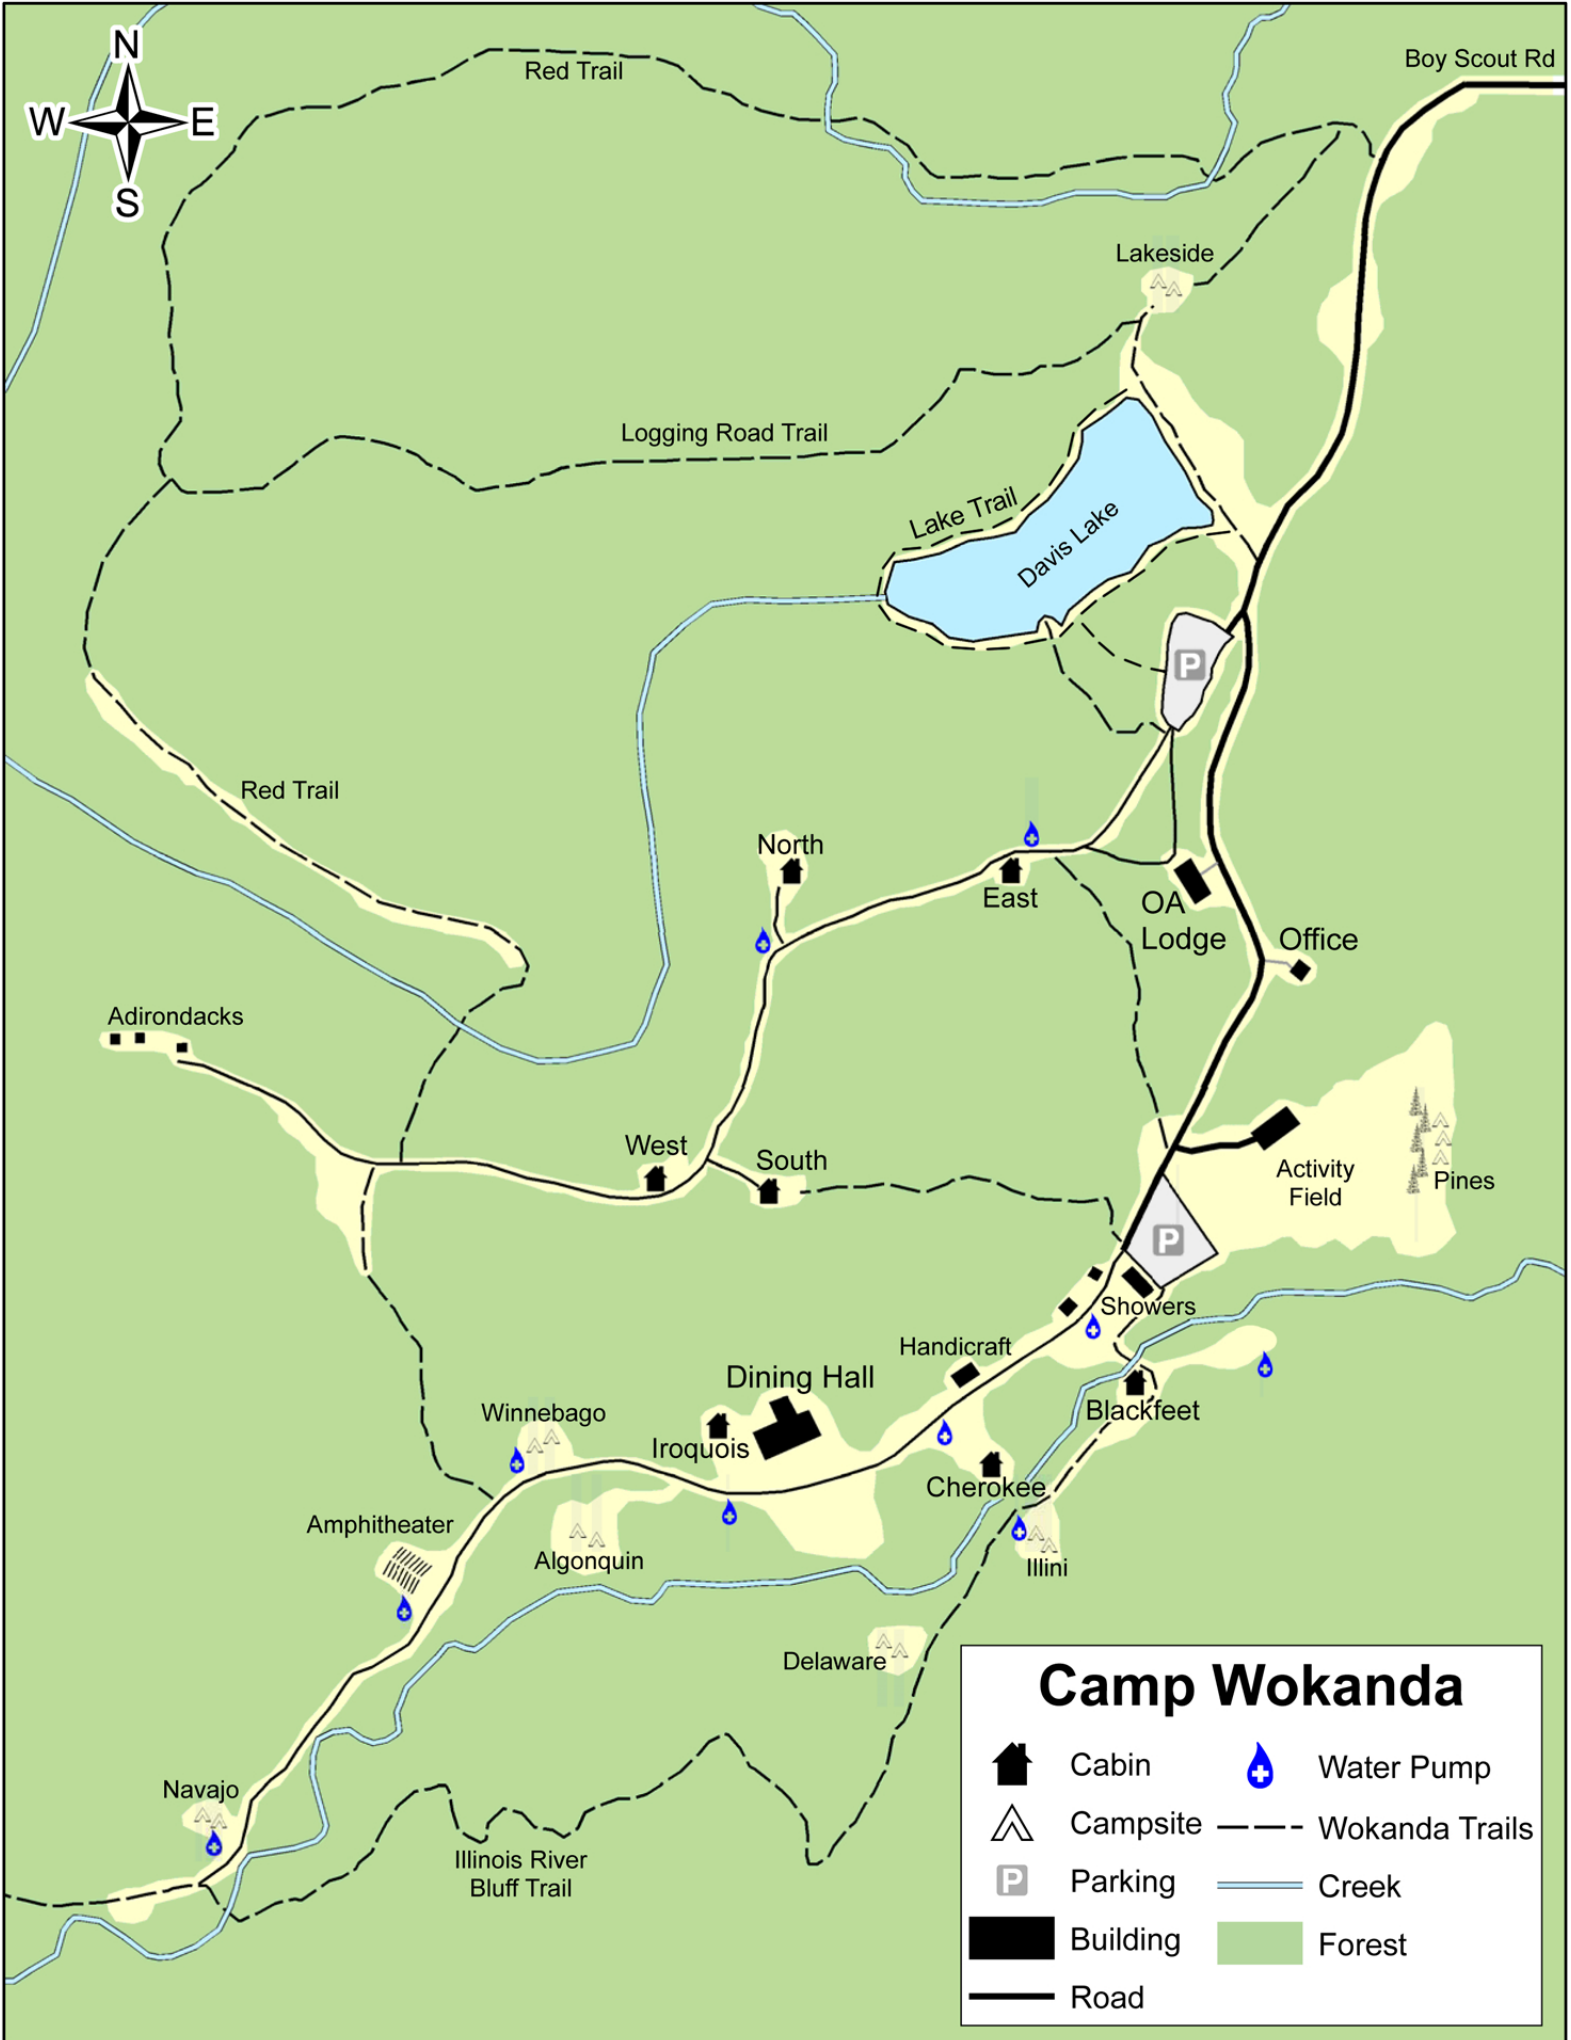 N
W
E
S
Red Trail
Boy Scout Rd
Lakeside
Logging Road Trail
Lake Trail
Davis Lake
P
Red Trail
North
East
OA
Lodge
Office
Adirondacks
West
South
Activity
Field
Pines
P
Showers
Handicraft
Dining Hall
Blackfeet
Winnebago
Iroquois
Cherokee
Amphitheater
Algonquin
Illini
Delaware
Navajo
Illinois River
Bluff Trail
Camp Wokanda
Cabin
Water Pump
Campsite
Wokanda Trails
P
Parking
Creek
Building
Forest
Road